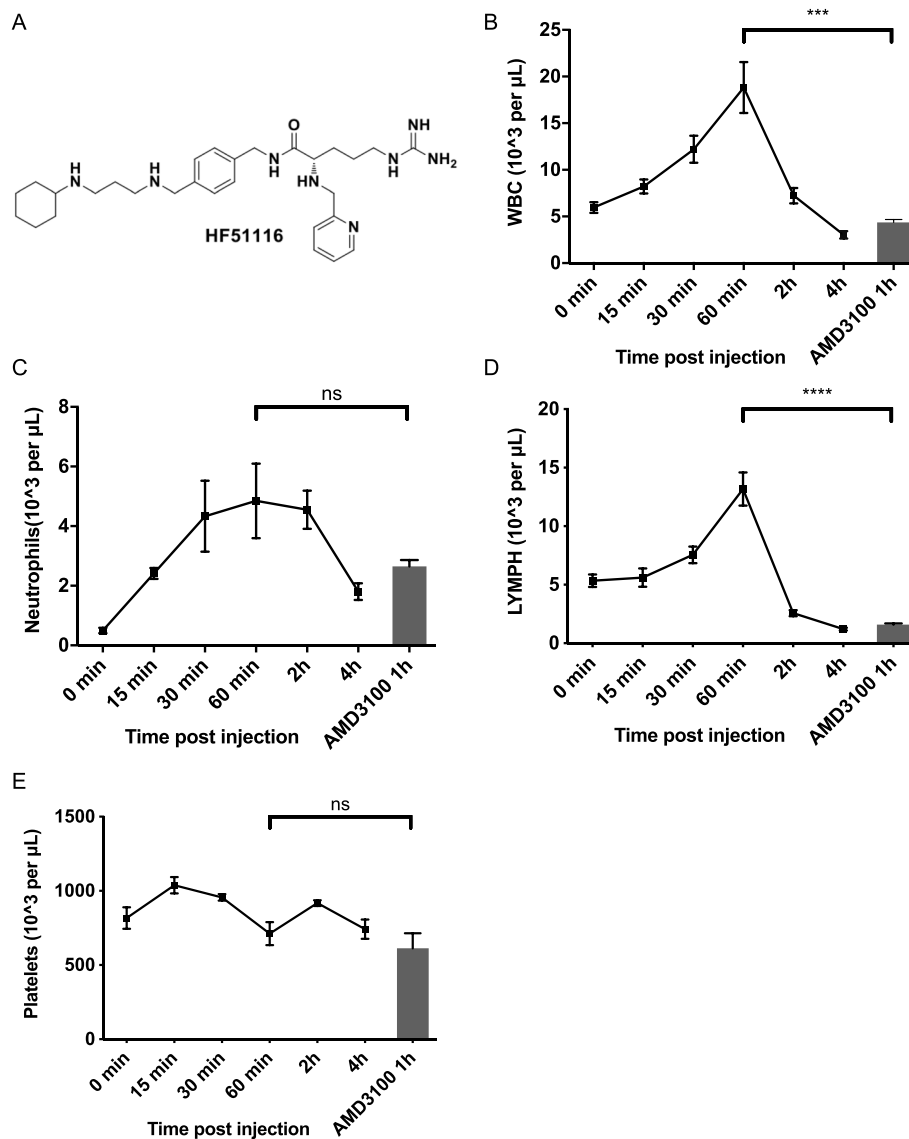 A
NH
O
H
N
H
N
N
H
NH
N
H
NH₂
HN
N
HF51116
B
WBC (10^3 per µL)
25
20
15
10
5
0
***
0 min
15 min
30 min
60 min
2h
4h
AMD3100 1h
Time post injection
C
Neutrophils(10^3 per µL)
8
6
4
2
0
ns
0 min
15 min
30 min
60 min
2h
4h
AMD3100 1h
Time post injection
D
LYMPH (10^3 per µL)
20
15
10
5
0
****
0 min
15 min
30 min
60 min
2h
4h
AMD3100 1h
Time post injection
E
Platelets (10^3 per µL)
1500
1000
500
0
ns
0 min
15 min
30 min
60 min
2h
4h
AMD3100 1h
Time post injection